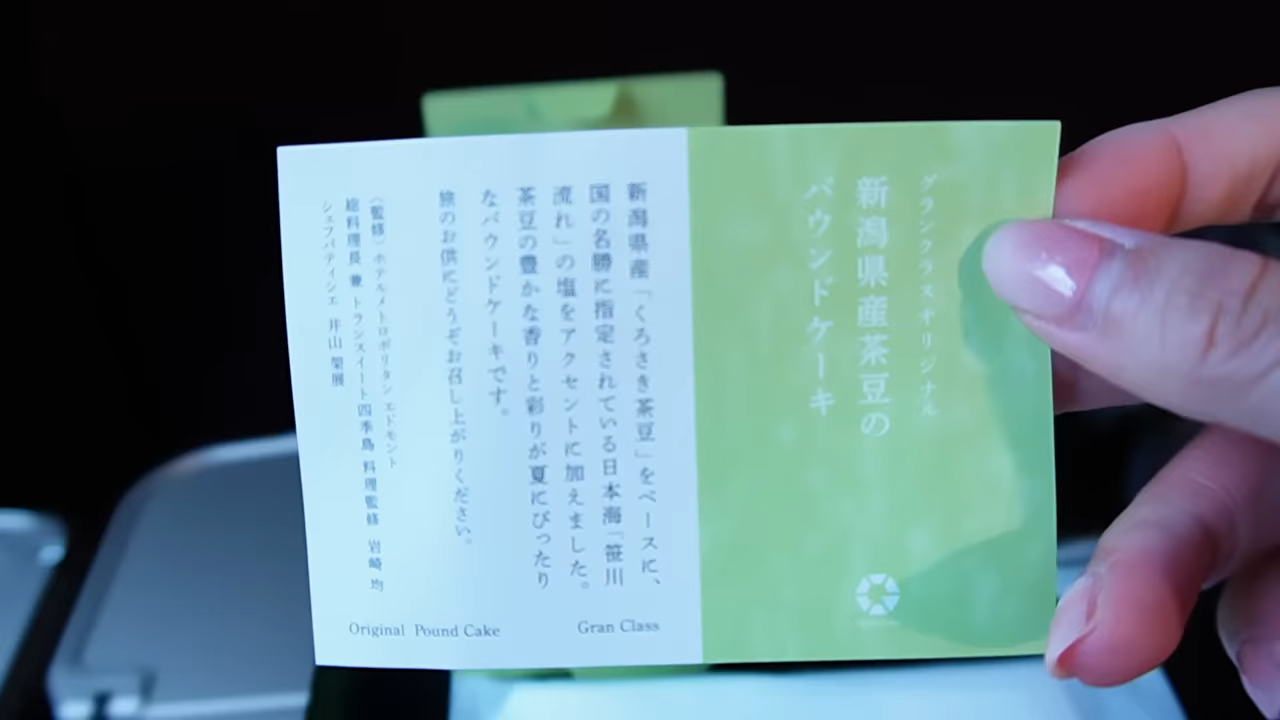 グランクラス オリジナル
新潟県産茶豆の
パウンドケーキ
新潟県産「くろさき茶豆」をベースに、
国の名勝に指定されている日本海「笹川
流れ」の塩をアクセントに加えました。
茶豆の豊かな香りと彩りが夏にぴったり
なパウンドケーキです。
旅のお供にどうぞお召し上がりください。
〈監修〉ホテルメトロポリタン エドモント
総料理長 兼 トランスイート四季島 料理監修 岩崎 均
シェフパティシエ 井山
Original Pound Cake
Gran Class